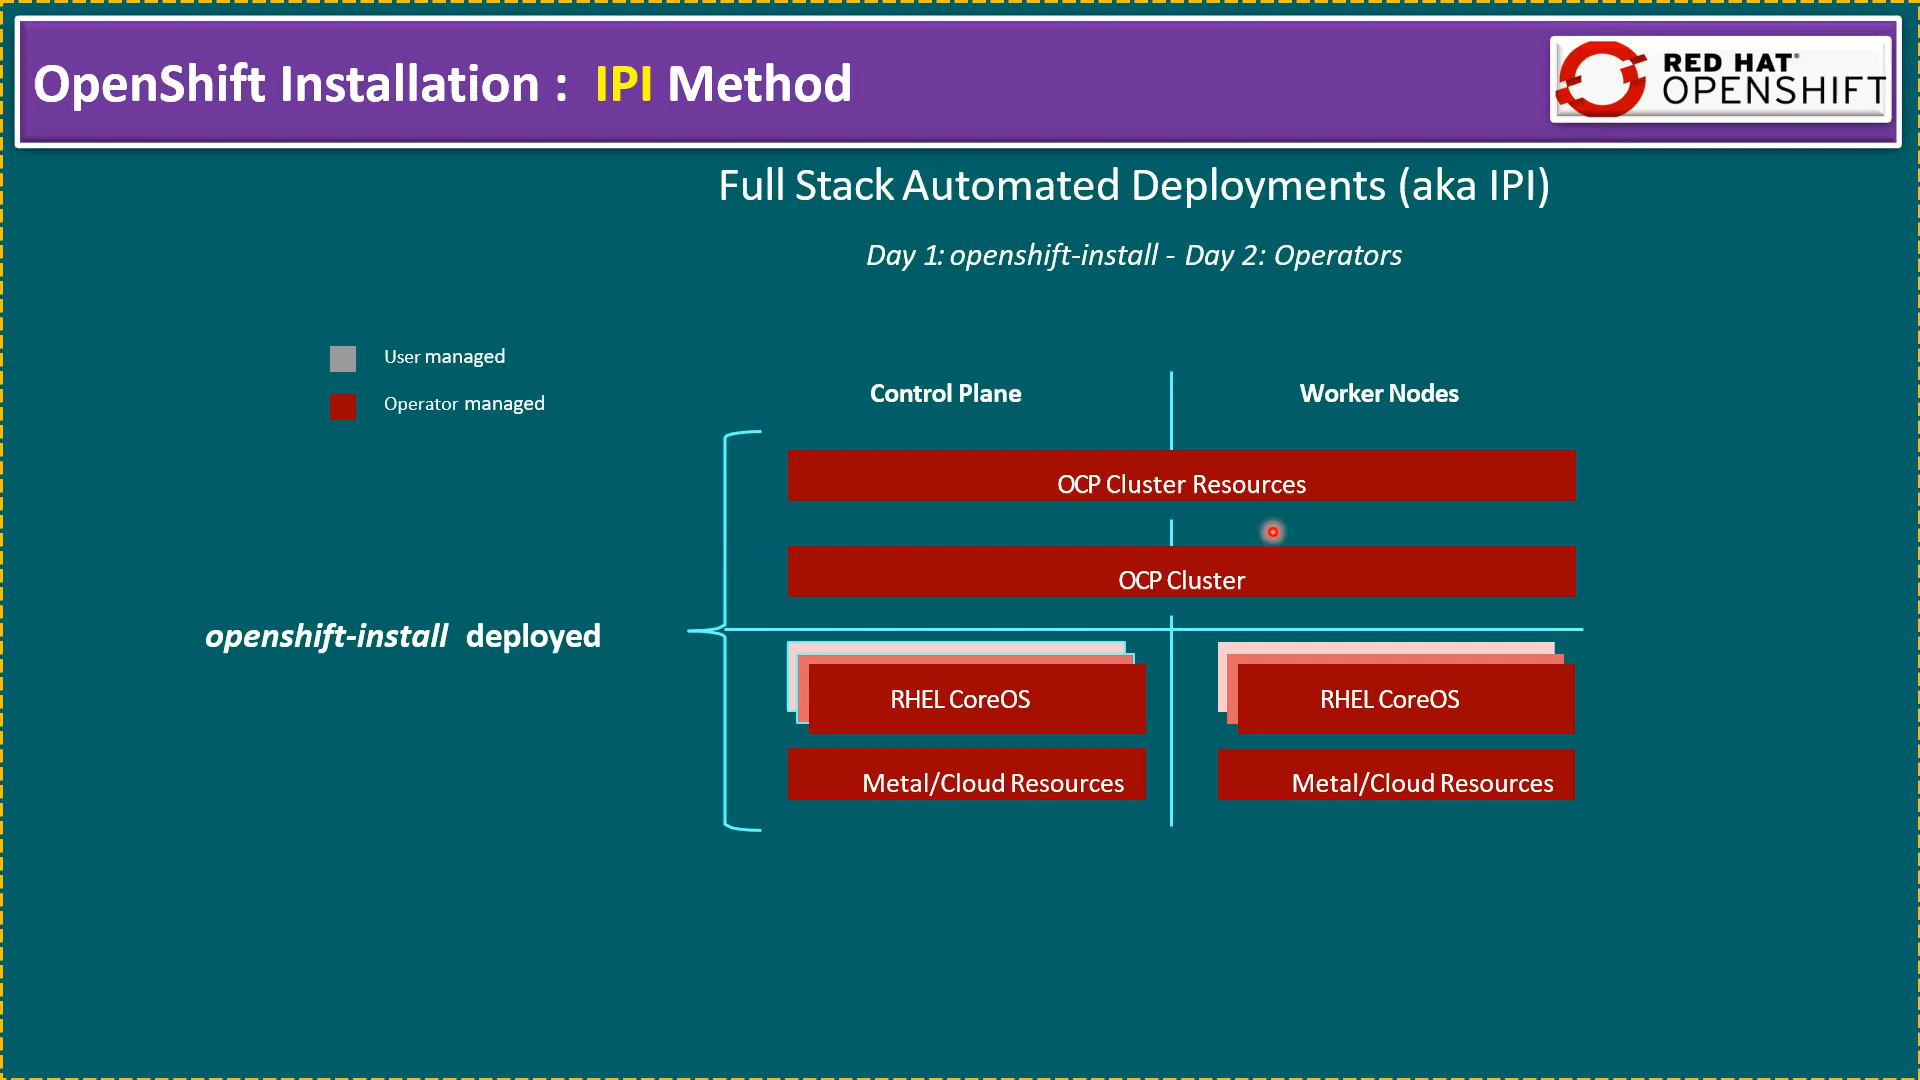 OpenShift Installation : IPI Method
RED HAT®
OPENSHIFT
Full Stack Automated Deployments (aka IPI)
Day 1: openshift-install - Day 2: Operators
User managed
Operator managed
Control Plane
Worker Nodes
OCP Cluster Resources
OCP Cluster
openshift-install deployed
RHEL CoreOS
RHEL CoreOS
Metal/Cloud Resources
Metal/Cloud Resources